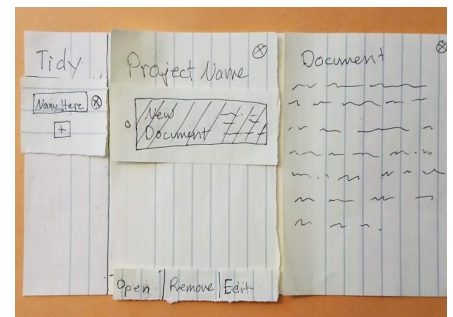 Tidy
Name Here
+
Project Name
New
Document
Open | Remove | Edit
Document